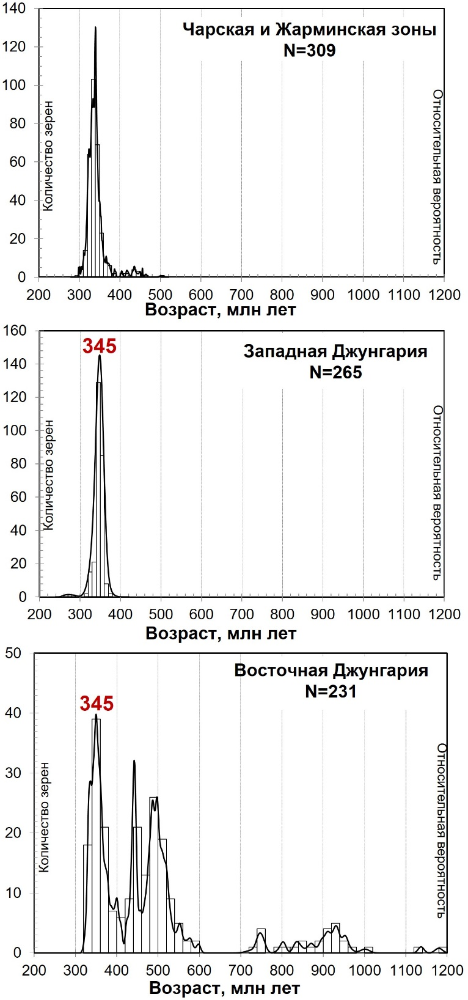 Чарская и Жарминская зоны
N=309
140
120
100
80
60
40
20
0
Количество зерен
Относительная вероятность
200 300 400 500 600 700 800 900 1000 1100 1200
Возраст, млн лет
345
Западная Джунгария
N=265
160
140
120
100
80
60
40
20
0
Количество зерен
Относительная вероятность
200 300 400 500 600 700 800 900 1000 1100 1200
Возраст, млн лет
345
Восточная Джунгария
N=231
50
40
30
20
10
0
Количество зерен
Относительная вероятность
200 300 400 500 600 700 800 900 1000 1100 1200
Возраст, млн лет